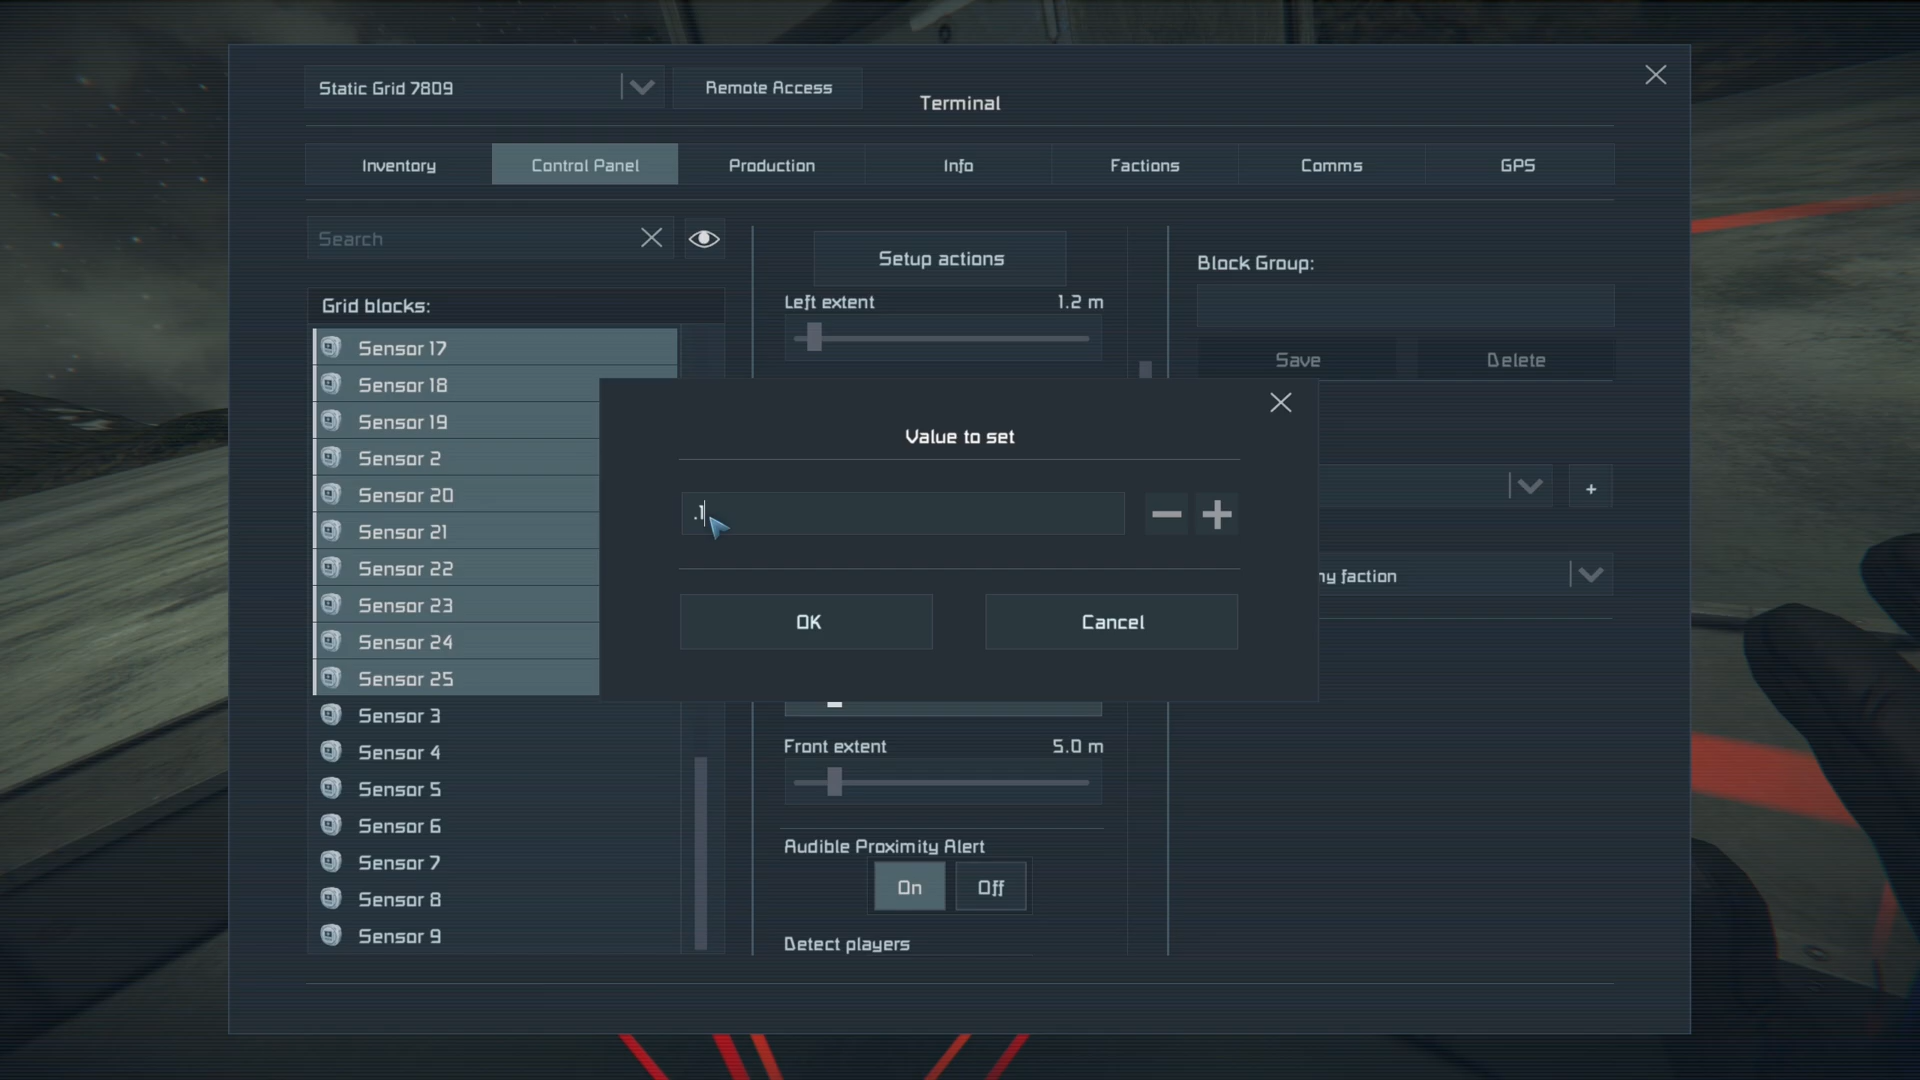 Static Grid 7809
Remote Access
Terminal
Inventory
Control Panel
Production
Info
Factions
Comms
GPS
Search
Grid blocks:
Sensor 17
Sensor 18
Sensor 19
Sensor 2
Sensor 20
Sensor 21
Sensor 22
Sensor 23
Sensor 24
Sensor 25
Sensor 3
Sensor 4
Sensor 5
Sensor 6
Sensor 7
Sensor 8
Sensor 9
Setup actions
Left extent 1.2 m
Value to set
.1
OK
Cancel
Front extent 5.0 m
Audible Proximity Alert
On
Off
Detect players
Block Group:
Save
Delete
+
faction